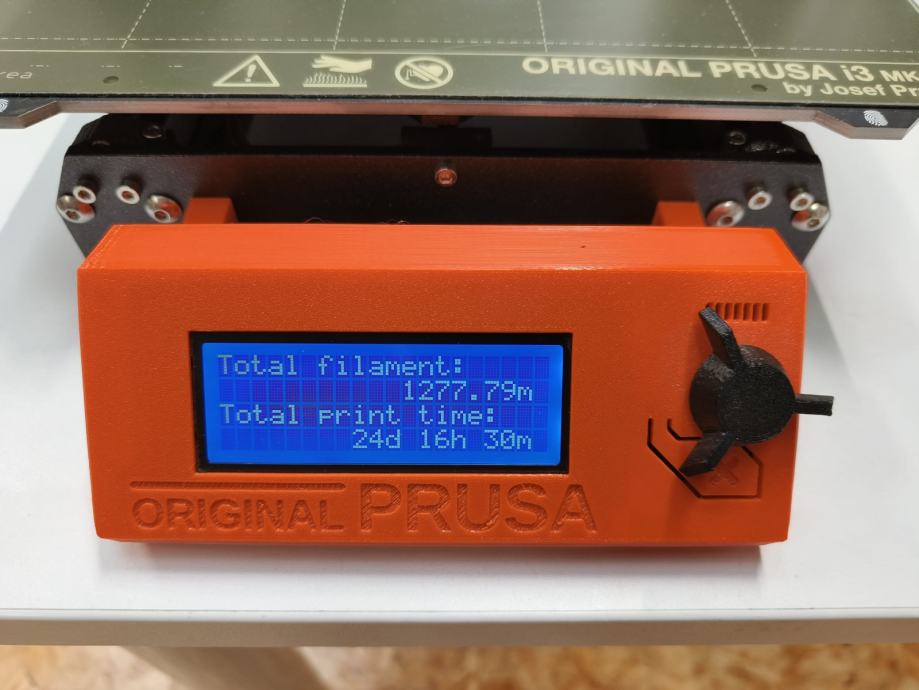 rea
ORIGINAL PRUSA i3 MK
by Josef Pr
Total filament:
1277.79m
Total print time:
24d 16h 30m
ORIGINAL PRUSA